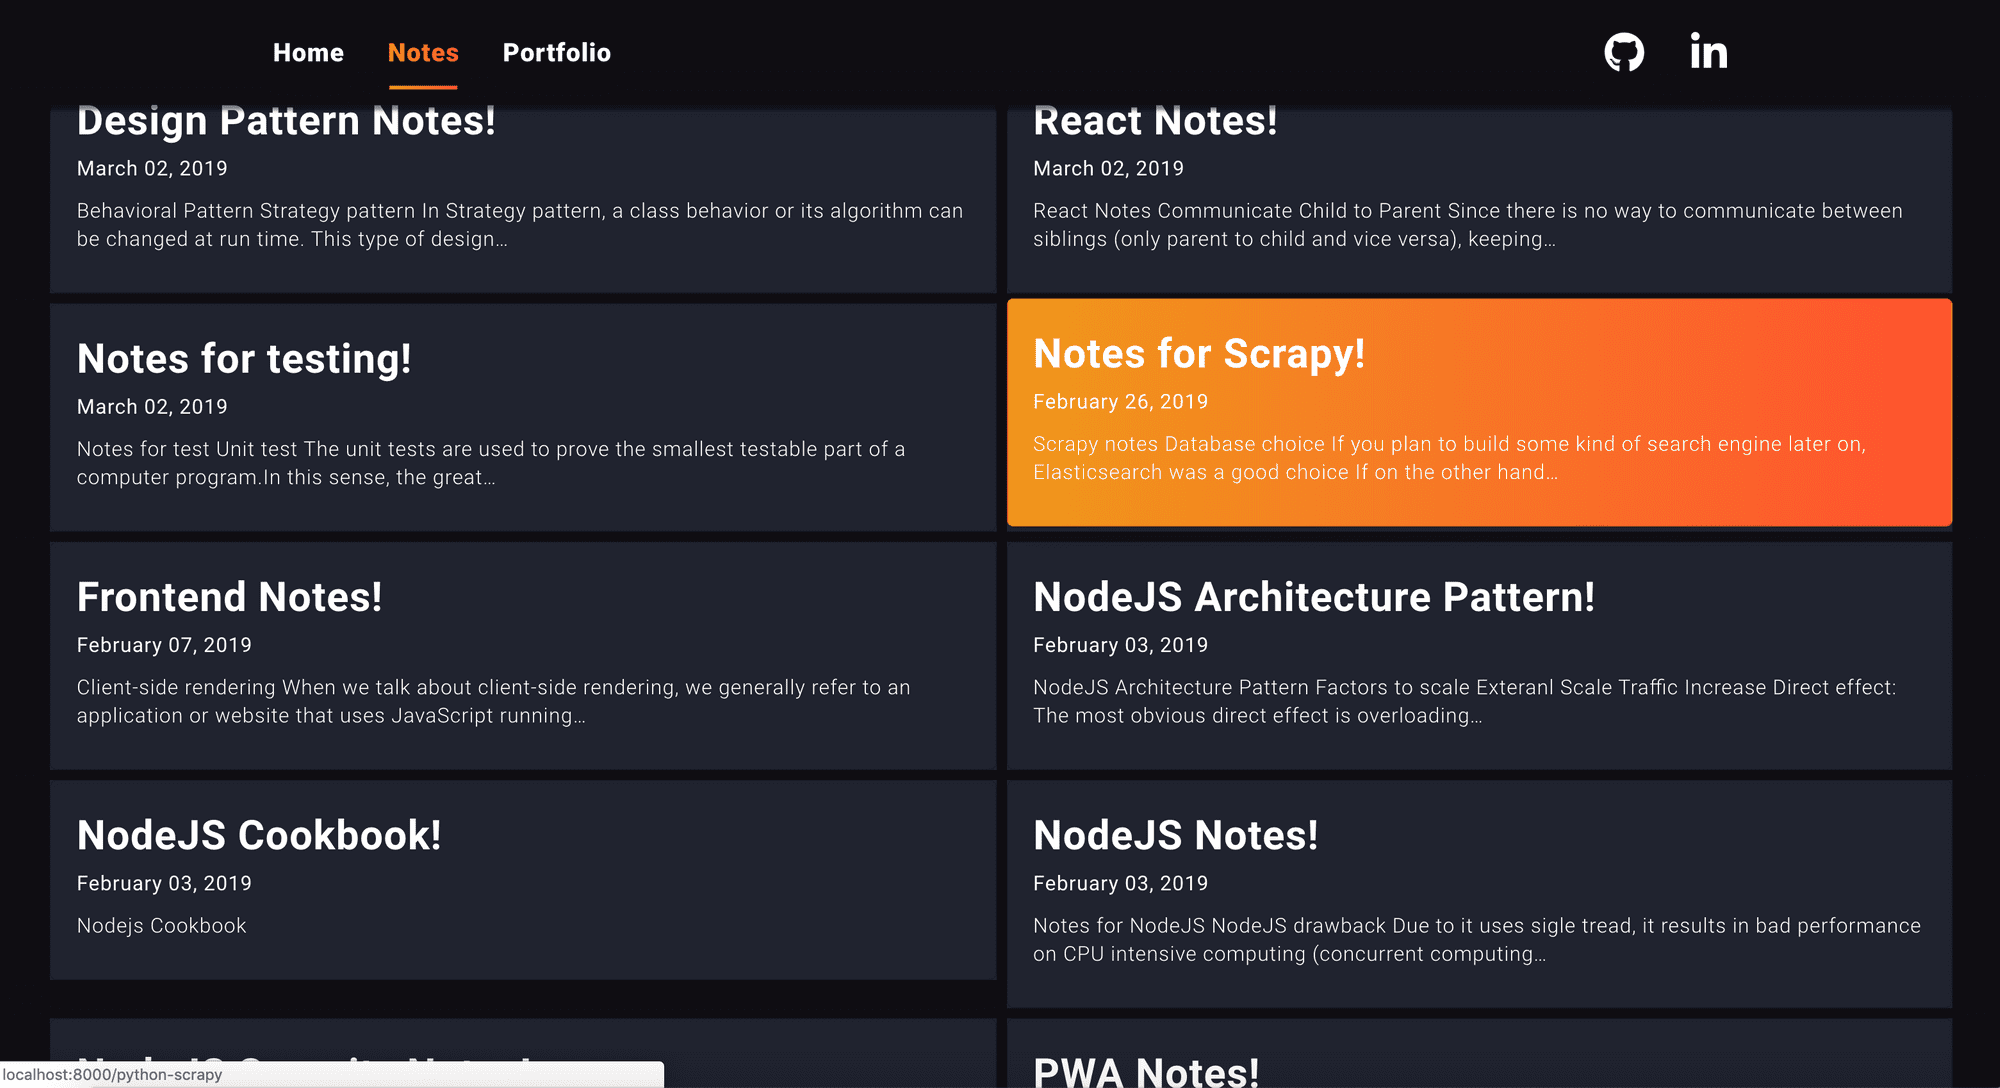 Home Notes Portfolio in
Design Pattern Notes!
March 02, 2019
Behavioral Pattern Strategy pattern In Strategy pattern, a class behavior or its algorithm can
be changed at run time. This type of design…
React Notes!
March 02, 2019
React Notes Communicate Child to Parent Since there is no way to communicate between
siblings (only parent to child and vice versa), keeping…
Notes for testing!
March 02, 2019
Notes for test Unit test The unit tests are used to prove the smallest testable part of a
computer program.In this sense, the great…
Notes for Scrapy!
February 26, 2019
Scrapy notes Database choice If you plan to build some kind of search engine later on,
Elasticsearch was a good choice If on the other hand…
Frontend Notes!
February 07, 2019
Client-side rendering When we talk about client-side rendering, we generally refer to an
application or website that uses JavaScript running…
NodeJS Architecture Pattern!
February 03, 2019
NodeJS Architecture Pattern Factors to scale Exteranl Scale Traffic Increase Direct effect:
The most obvious direct effect is overloading…
NodeJS Cookbook!
February 03, 2019
Nodejs Cookbook
NodeJS Notes!
February 03, 2019
Notes for NodeJS NodeJS drawback Due to it uses sigle tread, it results in bad performance
on CPU intensive computing (concurrent computing…
PWA Notes!
localhost:8000/python-scrapy